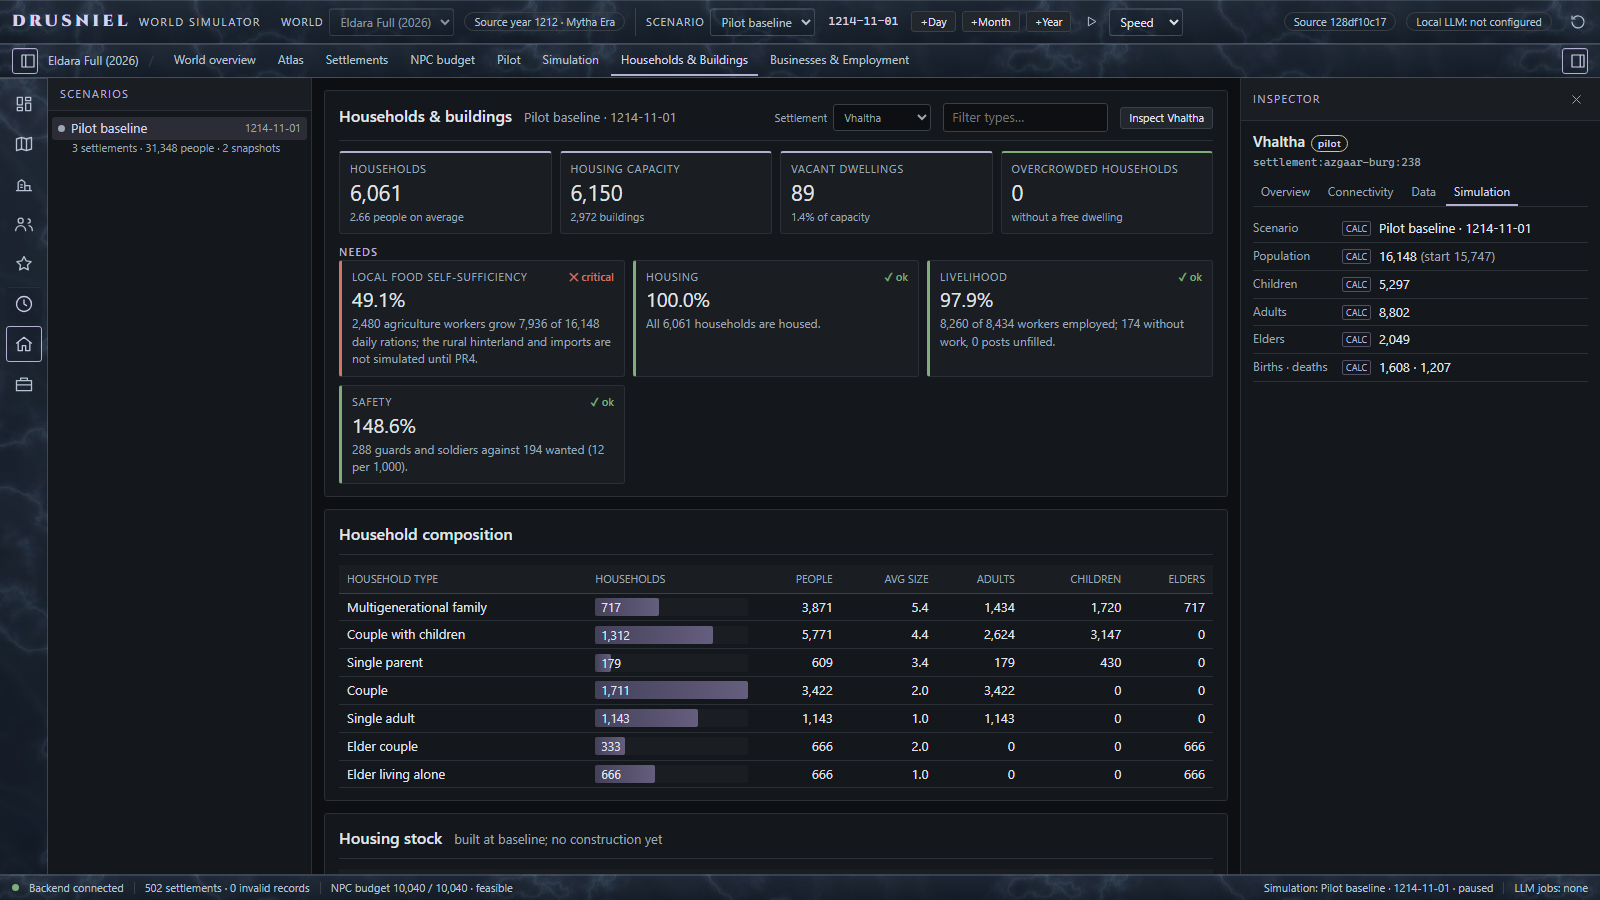 DRUSNIEL WORLD SIMULATOR WORLD Eldara Full (2026) Source year 1212 · Mytha Era SCENARIO Pilot baseline 1214-11-01 +Day +Month +Year Speed Source 128df10c17 Local LLM: not configured
Eldara Full (2026) / World overview Atlas Settlements NPC budget Pilot Simulation Households & Buildings Businesses & Employment
SCENARIOS
Pilot baseline 1214-11-01
3 settlements · 31,348 people · 2 snapshots
Households & buildings Pilot baseline · 1214-11-01 Settlement Vhaltha Filter types... Inspect Vhaltha
HOUSEHOLDS
6,061
2.66 people on average
HOUSING CAPACITY
6,150
2,972 buildings
VACANT DWELLINGS
89
1.4% of capacity
OVERCROWDED HOUSEHOLDS
0
without a free dwelling
NEEDS
LOCAL FOOD SELF-SUFFICIENCY ✕ critical
49.1%
2,480 agriculture workers grow 7,936 of 16,148
daily rations; the rural hinterland and imports are
not simulated until PR4.
HOUSING ✓ ok
100.0%
All 6,061 households are housed.
LIVELIHOOD ✓ ok
97.9%
8,260 of 8,434 workers employed; 174 without
work, 0 posts unfilled.
SAFETY ✓ ok
148.6%
288 guards and soldiers against 194 wanted (12
per 1,000).
Household composition
HOUSEHOLD TYPE HOUSEHOLDS PEOPLE AVG SIZE ADULTS CHILDREN ELDERS
Multigenerational family 717 3,871 5.4 1,434 1,720 717
Couple with children 1,312 5,771 4.4 2,624 3,147 0
Single parent 179 609 3.4 179 430 0
Couple 1,711 3,422 2.0 3,422 0 0
Single adult 1,143 1,143 1.0 1,143 0 0
Elder couple 333 666 2.0 0 0 666
Elder living alone 666 666 1.0 0 0 666
Housing stock built at baseline; no construction yet
INSPECTOR
Vhaltha pilot
settlement:azgaar-burg:238
Overview Connectivity Data Simulation
Scenario CALC Pilot baseline · 1214-11-01
Population CALC 16,148 (start 15,747)
Children CALC 5,297
Adults CALC 8,802
Elders CALC 2,049
Births · deaths CALC 1,608 · 1,207
Backend connected 502 settlements · 0 invalid records NPC budget 10,040 / 10,040 · feasible Simulation: Pilot baseline · 1214-11-01 · paused LLM jobs: none